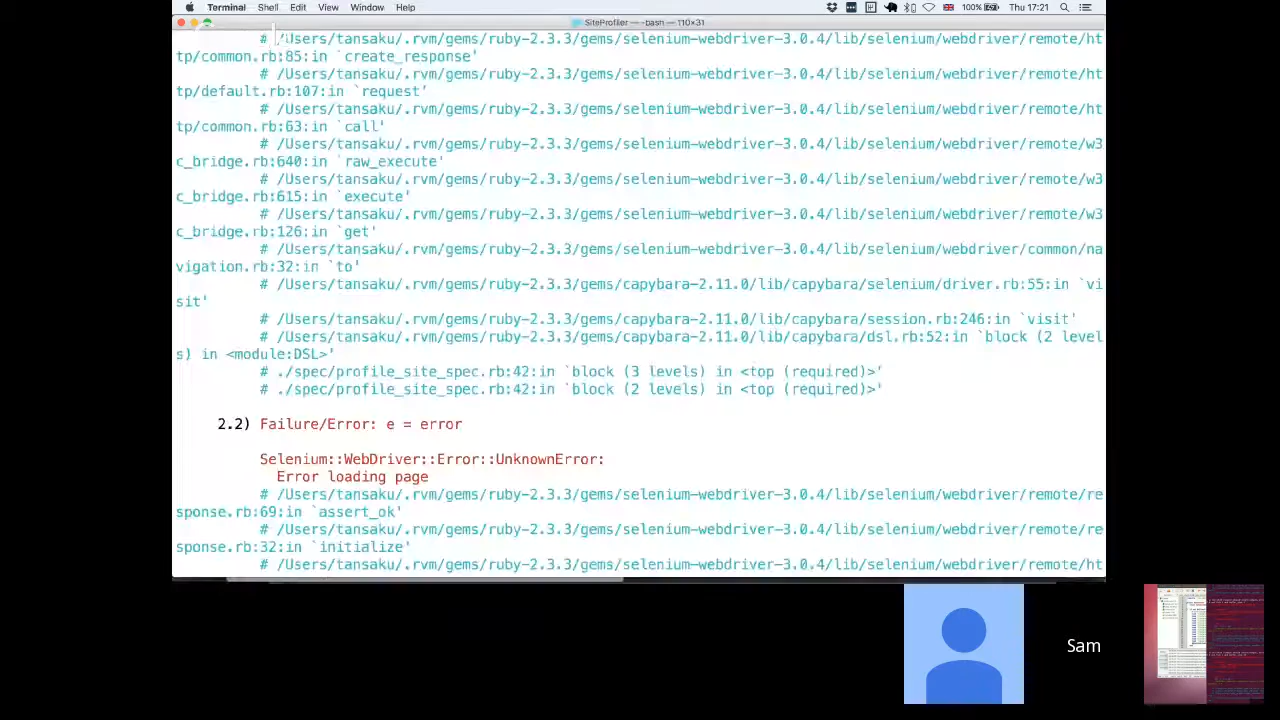 Terminal Shell Edit View Window Help 100% Thu 17:21
SiteProfiler — -bash — 110×31
# /Users/tansaku/.rvm/gems/ruby-2.3.3/gems/selenium-webdriver-3.0.4/lib/selenium/webdriver/remote/ht
tp/common.rb:85:in `create_response'
# /Users/tansaku/.rvm/gems/ruby-2.3.3/gems/selenium-webdriver-3.0.4/lib/selenium/webdriver/remote/ht
tp/default.rb:107:in `request'
# /Users/tansaku/.rvm/gems/ruby-2.3.3/gems/selenium-webdriver-3.0.4/lib/selenium/webdriver/remote/ht
tp/common.rb:63:in `call'
# /Users/tansaku/.rvm/gems/ruby-2.3.3/gems/selenium-webdriver-3.0.4/lib/selenium/webdriver/remote/w3
c_bridge.rb:640:in `raw_execute'
# /Users/tansaku/.rvm/gems/ruby-2.3.3/gems/selenium-webdriver-3.0.4/lib/selenium/webdriver/remote/w3
c_bridge.rb:615:in `execute'
# /Users/tansaku/.rvm/gems/ruby-2.3.3/gems/selenium-webdriver-3.0.4/lib/selenium/webdriver/remote/w3
c_bridge.rb:126:in `get'
# /Users/tansaku/.rvm/gems/ruby-2.3.3/gems/selenium-webdriver-3.0.4/lib/selenium/webdriver/common/na
vigation.rb:32:in `to'
# /Users/tansaku/.rvm/gems/ruby-2.3.3/gems/capybara-2.11.0/lib/capybara/selenium/driver.rb:55:in `vi
sit'
# /Users/tansaku/.rvm/gems/ruby-2.3.3/gems/capybara-2.11.0/lib/capybara/session.rb:246:in `visit'
# /Users/tansaku/.rvm/gems/ruby-2.3.3/gems/capybara-2.11.0/lib/capybara/dsl.rb:52:in `block (2 level
s) in <module:DSL>'
# ./spec/profile_site_spec.rb:42:in `block (3 levels) in <top (required)>'
# ./spec/profile_site_spec.rb:42:in `block (2 levels) in <top (required)>'
2.2) Failure/Error: e = error
Selenium::WebDriver::Error::UnknownError:
Error loading page
# /Users/tansaku/.rvm/gems/ruby-2.3.3/gems/selenium-webdriver-3.0.4/lib/selenium/webdriver/remote/re
sponse.rb:69:in `assert_ok'
# /Users/tansaku/.rvm/gems/ruby-2.3.3/gems/selenium-webdriver-3.0.4/lib/selenium/webdriver/remote/re
sponse.rb:32:in `initialize'
# /Users/tansaku/.rvm/gems/ruby-2.3.3/gems/selenium-webdriver-3.0.4/lib/selenium/webdriver/remote/ht
Sam